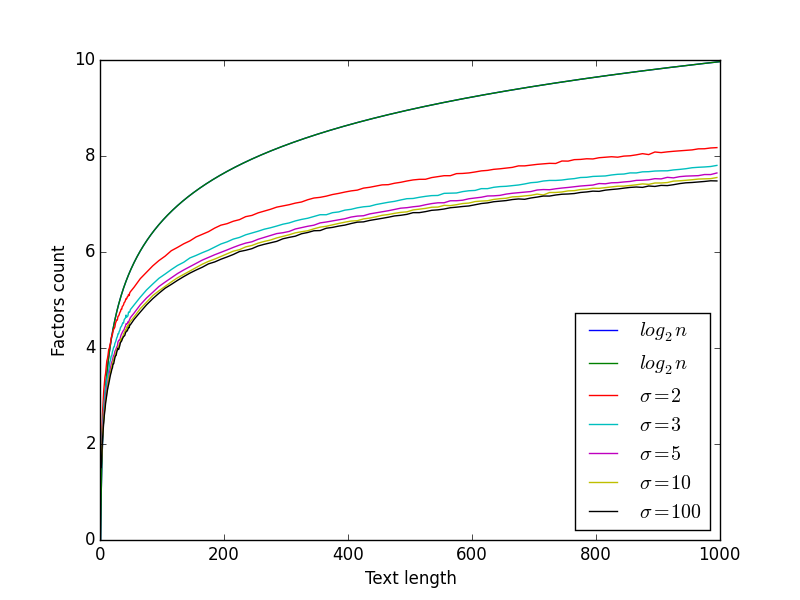 10
8
6
4
2
0
Factors count
0 200 400 600 800 1000
Text length
log₂n
log₂n
σ=2
σ=3
σ=5
σ=10
σ=100